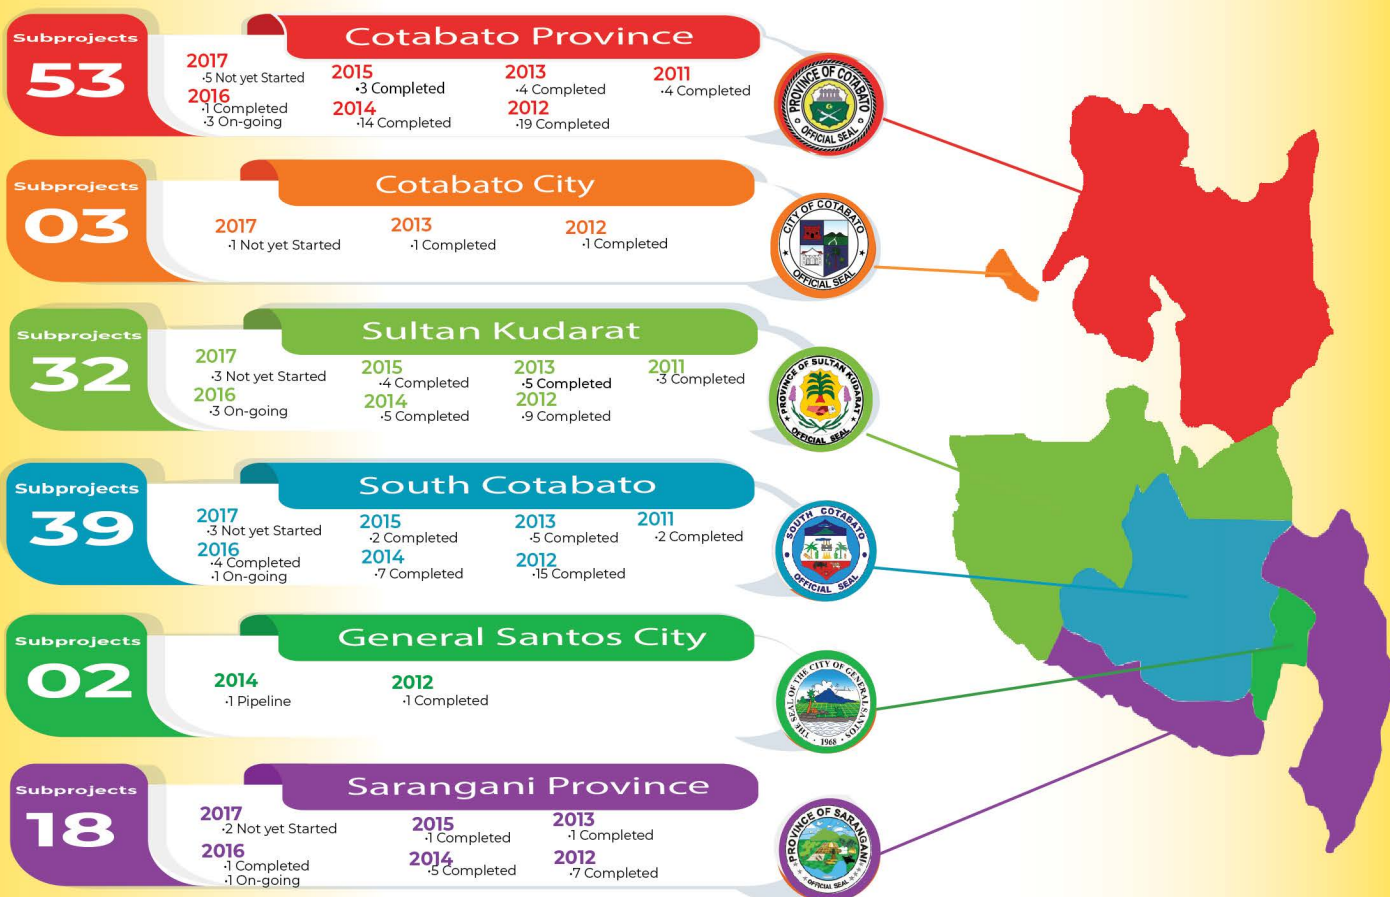 Subprojects
53
Cotabato Province
2017
·5 Not yet Started
2016
·1 Completed
·3 On-going
2015
·3 Completed
2014
·14 Completed
2013
·4 Completed
2012
·19 Completed
2011
·4 Completed
PROVINCE OF COTABATO
OFFICIAL SEAL
Subprojects
03
Cotabato City
2017
·1 Not yet Started
2013
·1 Completed
2012
·1 Completed
CITY OF COTABATO
OFFICIAL SEAL
Subprojects
32
Sultan Kudarat
2017
·3 Not yet Started
2016
·3 On-going
2015
·4 Completed
2014
·5 Completed
2013
·5 Completed
2012
·9 Completed
2011
·3 Completed
PROVINCE OF SULTAN KUDARAT
OFFICIAL SEAL
Subprojects
39
South Cotabato
2017
·3 Not yet Started
2016
·4 Completed
·1 On-going
2015
·2 Completed
2014
·7 Completed
2013
·5 Completed
2012
·15 Completed
2011
·2 Completed
SOUTH COTABATO
OFFICIAL SEAL
Subprojects
02
General Santos City
2014
·1 Pipeline
2012
·1 Completed
THE SEAL OF THE CITY OF GENERAL SANTOS
· 1968 ·
Subprojects
18
Sarangani Province
2017
·2 Not yet Started
2016
·1 Completed
·1 On-going
2015
·1 Completed
2014
·5 Completed
2013
·1 Completed
2012
·7 Completed
PROVINCE OF SARANGANI
OFFICIAL SEAL